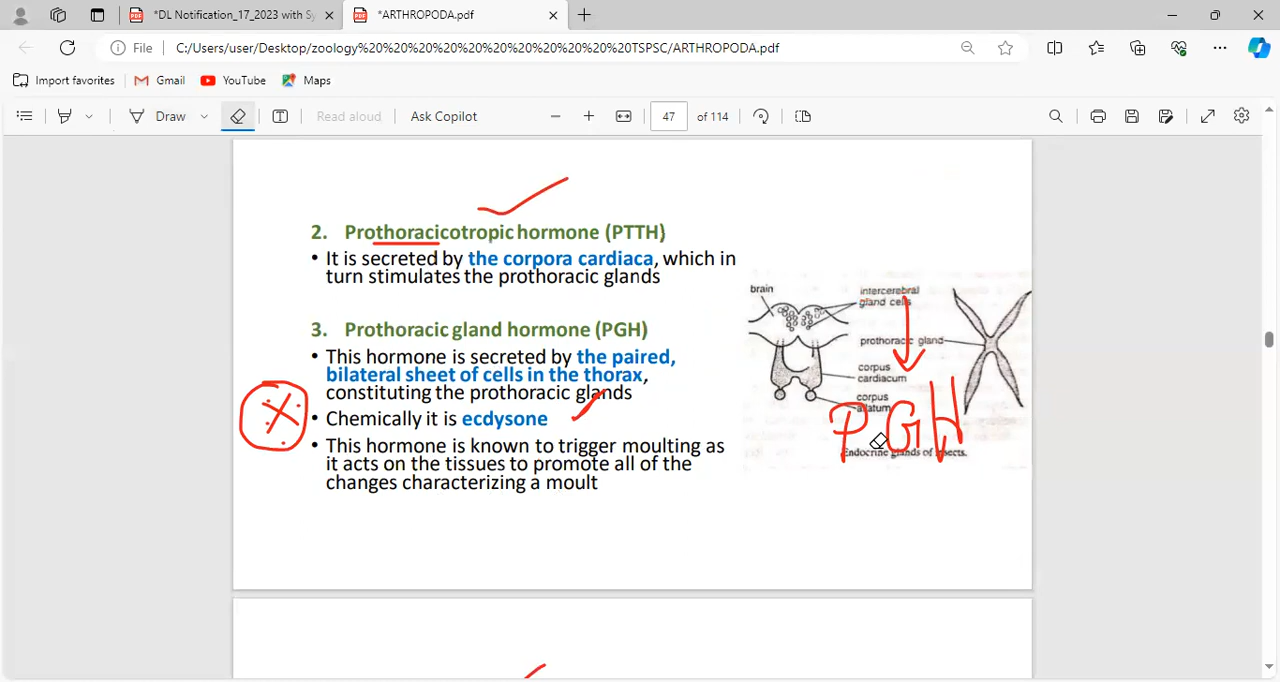 *DL Notification_17_2023 with Sy
*ARTHROPODA.pdf
File
C:/Users/user/Desktop/zoology%20%20%20%20%20%20%20%20%20%20TSPSC/ARTHROPODA.pdf
Import favorites
Gmail
YouTube
Maps
Draw
Read aloud
Ask Copilot
47 of 114
2. Prothoracicotropic hormone (PTTH)
• It is secreted by the corpora cardiaca, which in
turn stimulates the prothoracic glands
3. Prothoracic gland hormone (PGH)
• This hormone is secreted by the paired,
bilateral sheet of cells in the thorax,
constituting the prothoracic glands
• Chemically it is ecdysone
• This hormone is known to trigger moulting as
it acts on the tissues to promote all of the
changes characterizing a moult
brain
intercerebral
gland cells
prothoracic gland
corpus
cardiacum
corpus
allatum
PGH
Endocrine glands of insects.